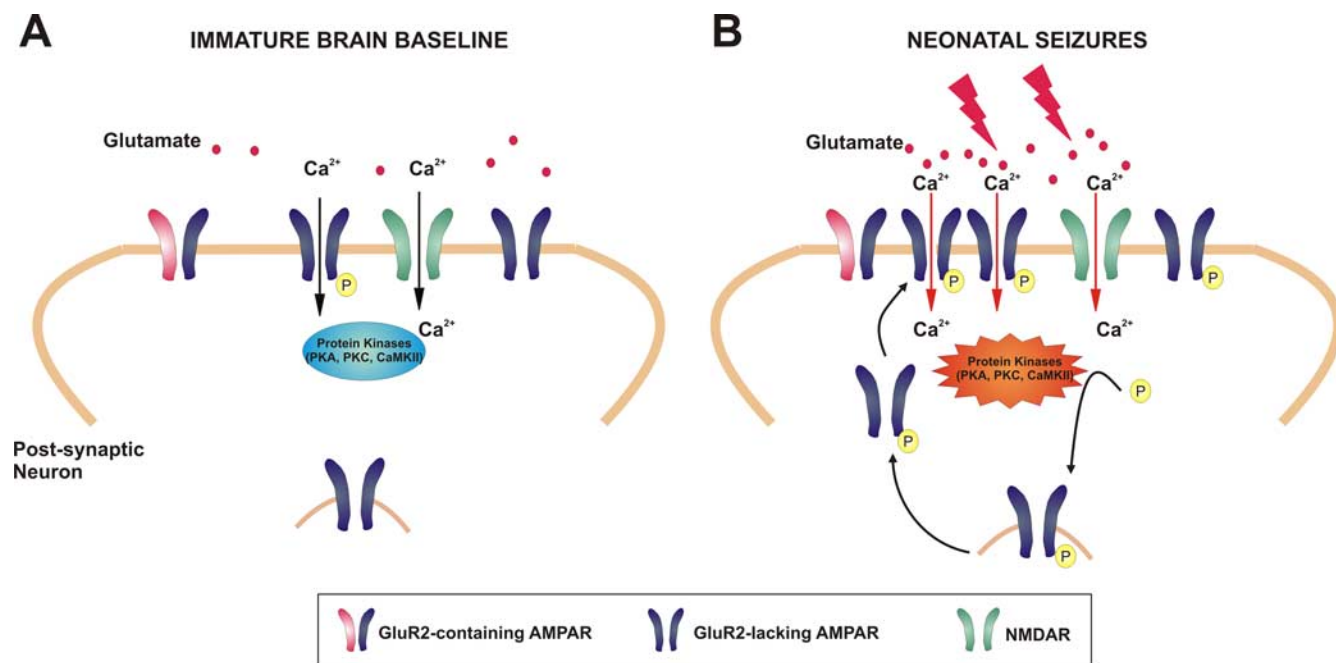 A
IMMATURE BRAIN BASELINE
Glutamate
Ca²⁺
Ca²⁺
P
Ca²⁺
Protein Kinases
(PKA, PKC, CaMKII)
Post-synaptic
Neuron
B
NEONATAL SEIZURES
Glutamate
Ca²⁺
Ca²⁺
Ca²⁺
P
P
P
Ca²⁺
Ca²⁺
Protein Kinases
(PKA, PKC, CaMKII)
P
P
P
GluR2-containing AMPAR
GluR2-lacking AMPAR
NMDAR